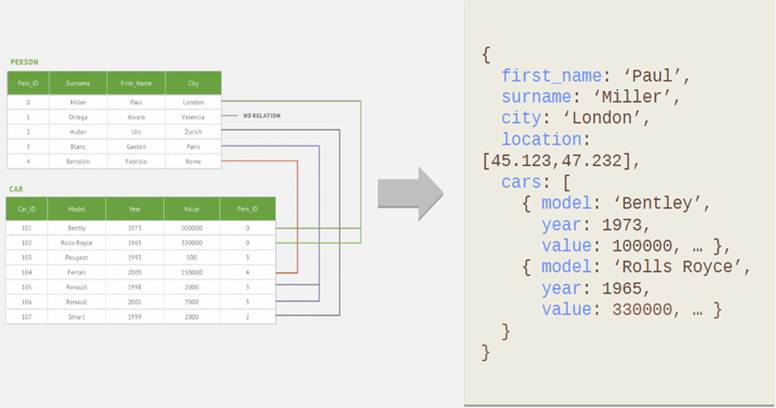 PERSON
Pers_ID Surname First_Name City
0 Miller Paul London
1 Ortega Alvaro Valencia
NO RELATION
2 Huber Urs Zurich
3 Blanc Gaston Paris
4 Bertolini Fabrizio Rome
CAR
Car_ID Model Year Value Pers_ID
101 Bently 1973 100000 0
102 Rolls Royce 1965 330000 0
103 Peugeot 1993 500 3
104 Ferrari 2005 150000 4
105 Renault 1998 2000 3
106 Renault 2001 7000 3
107 Smart 1999 2000 2
{
first_name: ‘Paul’,
surname: ‘Miller’,
city: ‘London’,
location:
[45.123,47.232],
cars: [
{ model: ‘Bentley’,
year: 1973,
value: 100000, … },
{ model: ‘Rolls Royce’,
year: 1965,
value: 330000, … }
}
}